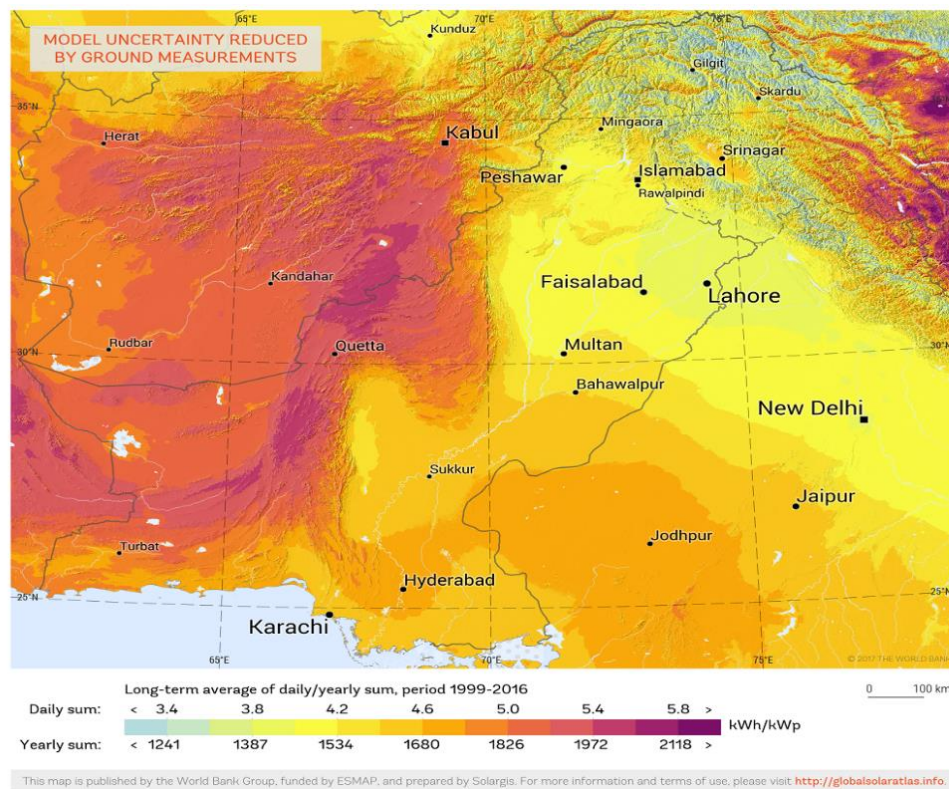 MODEL UNCERTAINTY REDUCED
BY GROUND MEASUREMENTS
65°E
70°E
Kunduz
Gilgit
Skardu
35°N
Mingaora
Herat
Kabul
Srinagar
Peshawar
Islamabad
Rawalpindi
Kandahar
Faisalabad
Lahore
Rudbar
30°N
Quetta
Multan
30°N
Bahawalpur
New Delhi
Sukkur
Jaipur
Turbat
Jodhpur
Hyderabad
25°N
25°N
Karachi
65°E
70°E
75°E
© 2017 THE WORLD BANK
Long-term average of daily/yearly sum, period 1999-2016
0 100 km
Daily sum: < 3.4 3.8 4.2 4.6 5.0 5.4 5.8 >
kWh/kWp
Yearly sum: < 1241 1387 1534 1680 1826 1972 2118 >
This map is published by the World Bank Group, funded by ESMAP, and prepared by Solargis. For more information and terms of use, please visit http://globalsolaratlas.info.